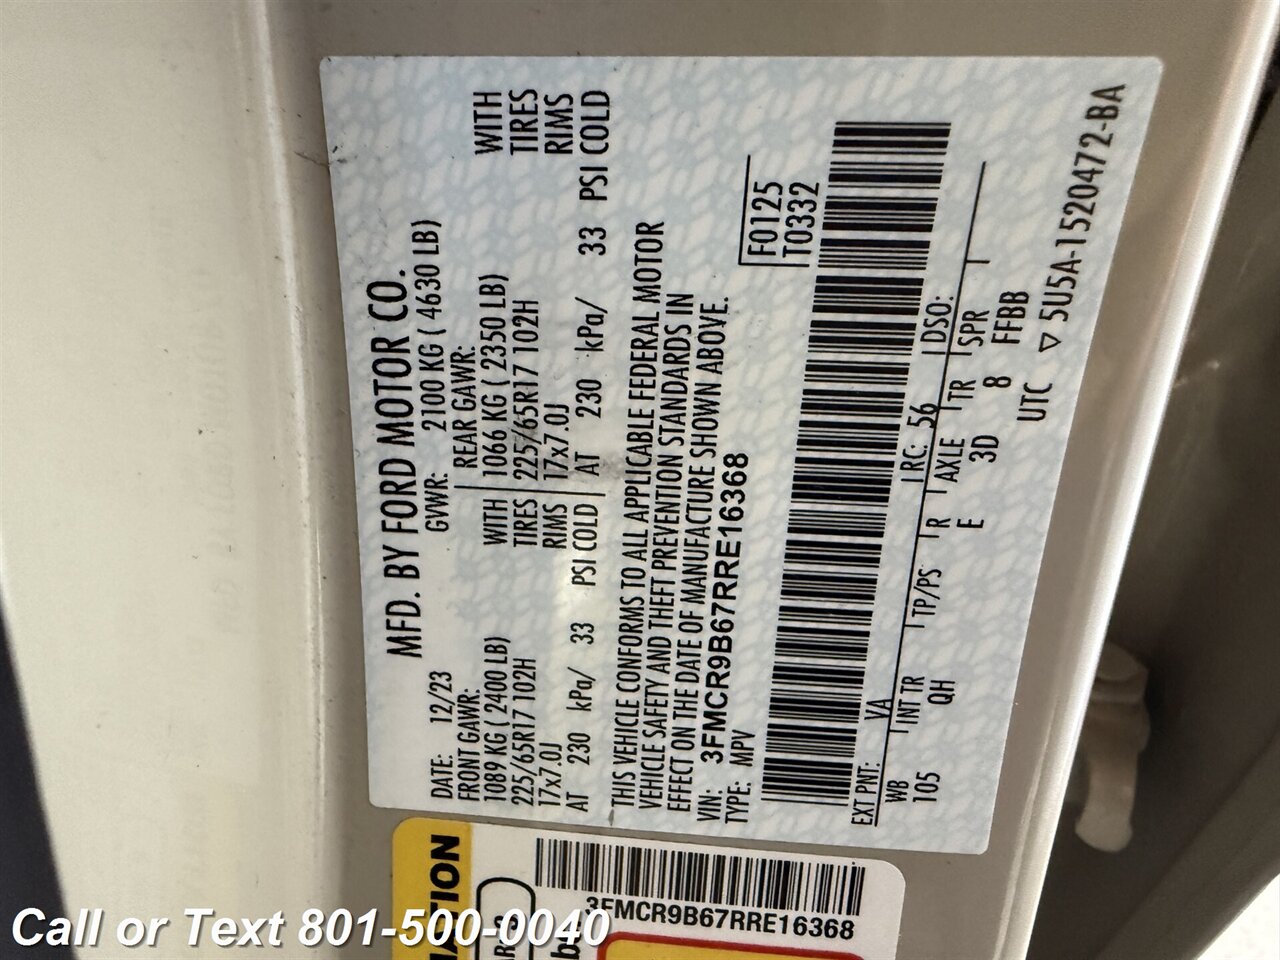 MFD. BY FORD MOTOR CO.
DATE: 12/23 GVWR: 2100 KG ( 4630 LB)
FRONT GAWR: REAR GAWR:
1089 KG ( 2400 LB) WITH 1066 KG ( 2350 LB) WITH
225/65R17 102H TIRES 225/65R17 102H TIRES
17x7.0J RIMS 17x7.0J RIMS
AT 230 kPa/ 33 PSI COLD AT 230 kPa/ 33 PSI COLD
THIS VEHICLE CONFORMS TO ALL APPLICABLE FEDERAL MOTOR
VEHICLE SAFETY AND THEFT PREVENTION STANDARDS IN
EFFECT ON THE DATE OF MANUFACTURE SHOWN ABOVE.
VIN: 3FMCR9B67RRE16368 F0125
TYPE: MPV T0332
EXT PNT: VA RC: 56 DSO:
WB INT TR TP/PS R AXLE TR SPR
105 QH E 3D 8 FFBB
UTC ▽ 5U5A-1520472-BA
3FMCR9B67RRE16368
Call or Text 801-500-0040